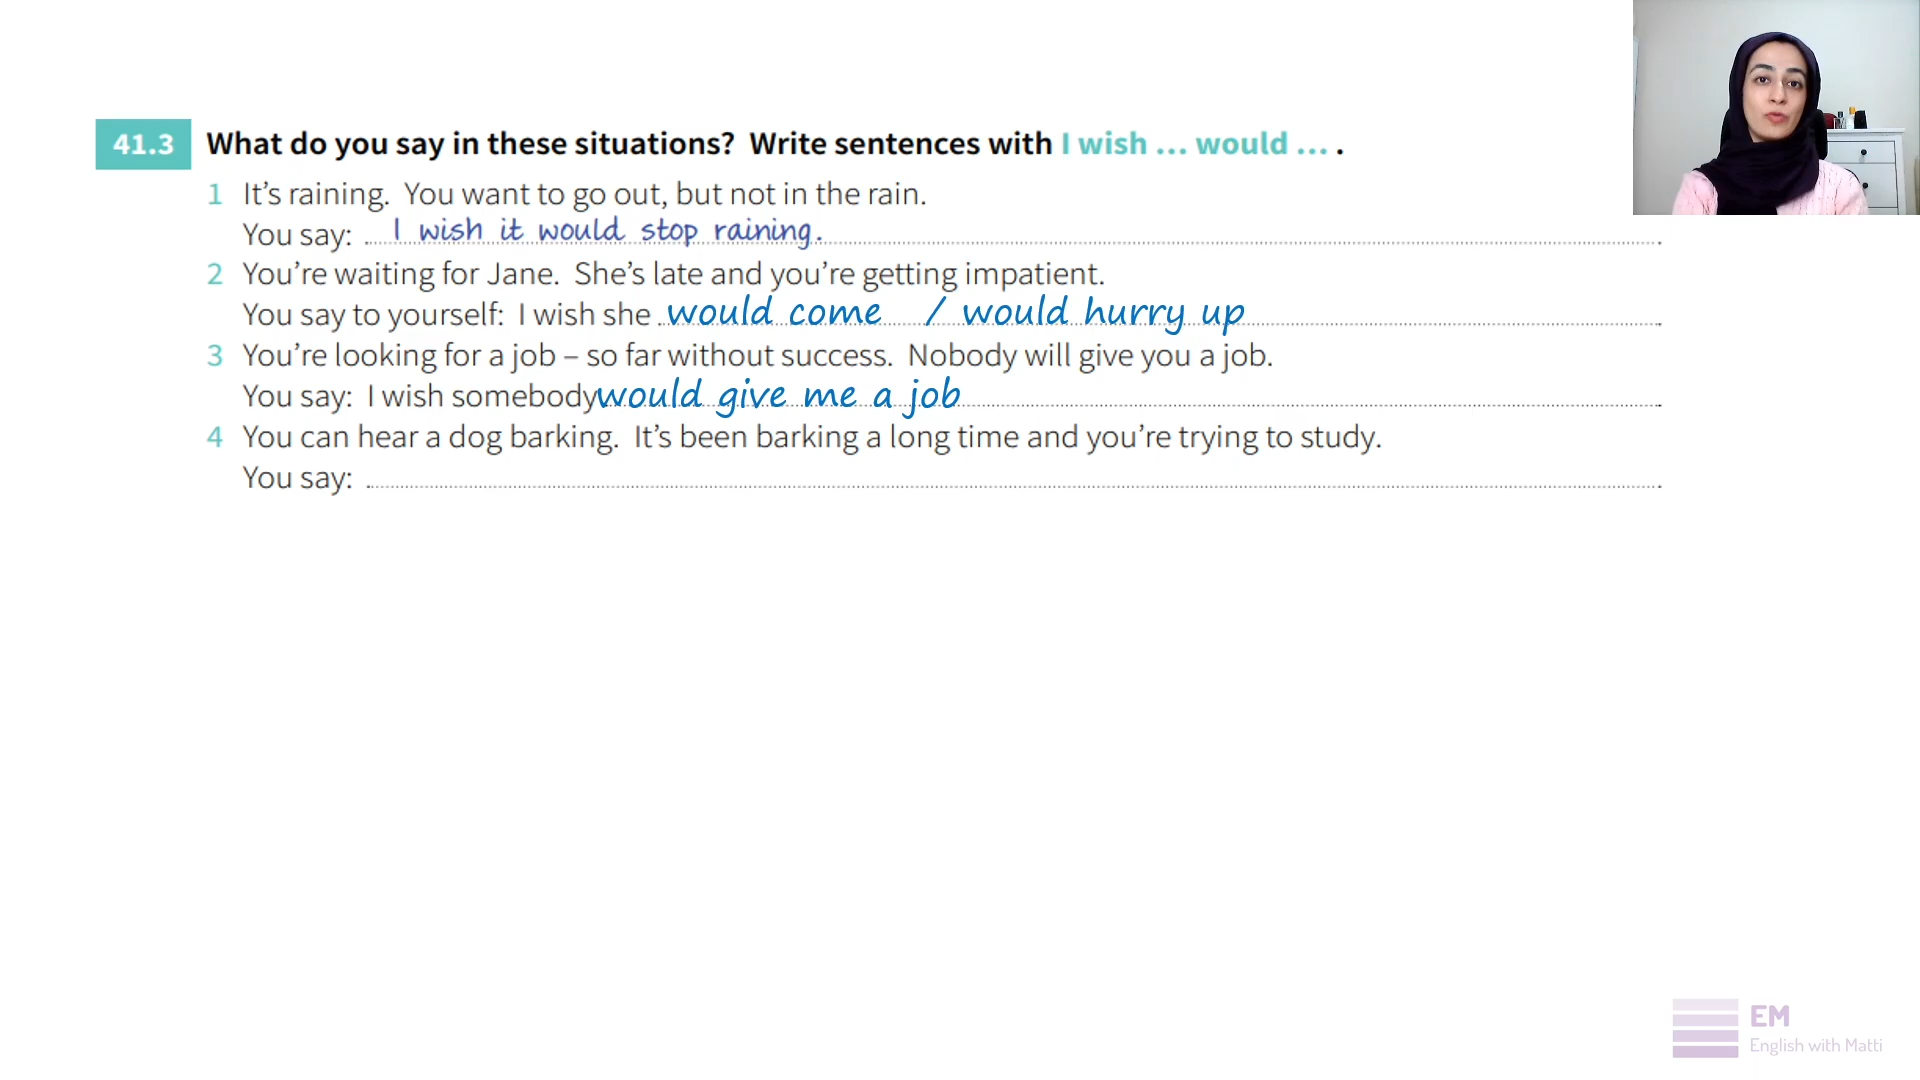 41.3 What do you say in these situations? Write sentences with I wish ... would ... .
1 It's raining. You want to go out, but not in the rain.
You say: I wish it would stop raining.
2 You're waiting for Jane. She's late and you're getting impatient.
You say to yourself: I wish she would come / would hurry up
3 You're looking for a job – so far without success. Nobody will give you a job.
You say: I wish somebody would give me a job
4 You can hear a dog barking. It's been barking a long time and you're trying to study.
You say:
EM
English with Matti